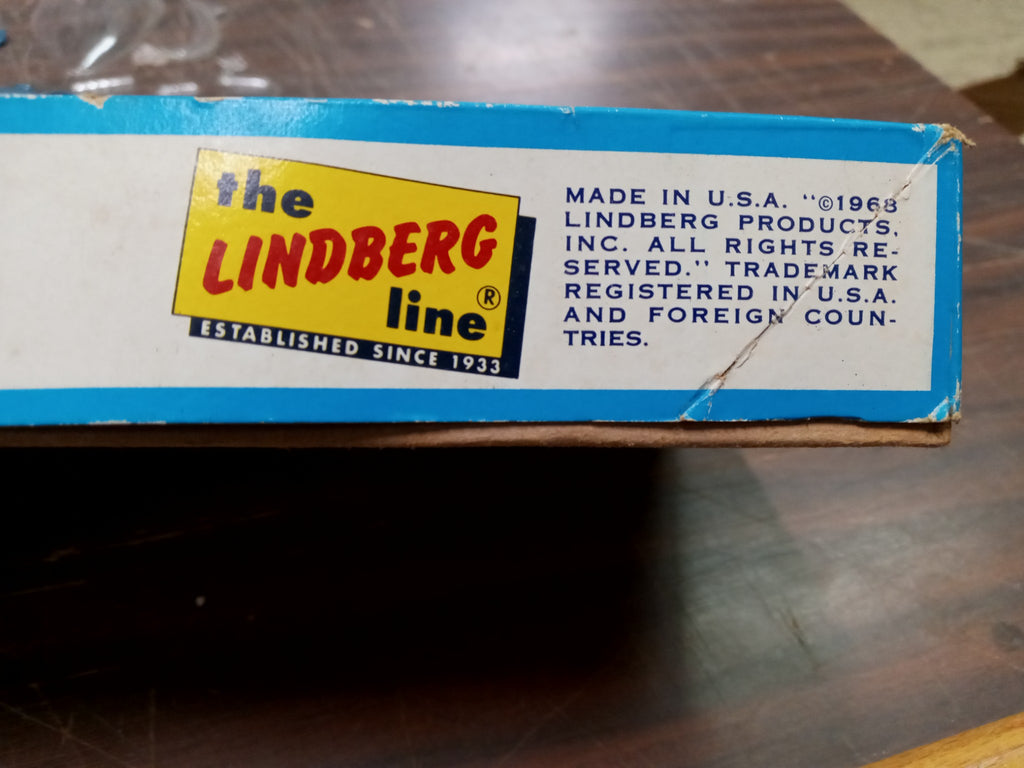 the
LINDBERG
line®
ESTABLISHED SINCE 1933
MADE IN U.S.A. "©1968
LINDBERG PRODUCTS,
INC. ALL RIGHTS RE-
SERVED." TRADEMARK
REGISTERED IN U.S.A.
AND FOREIGN COUN-
TRIES.